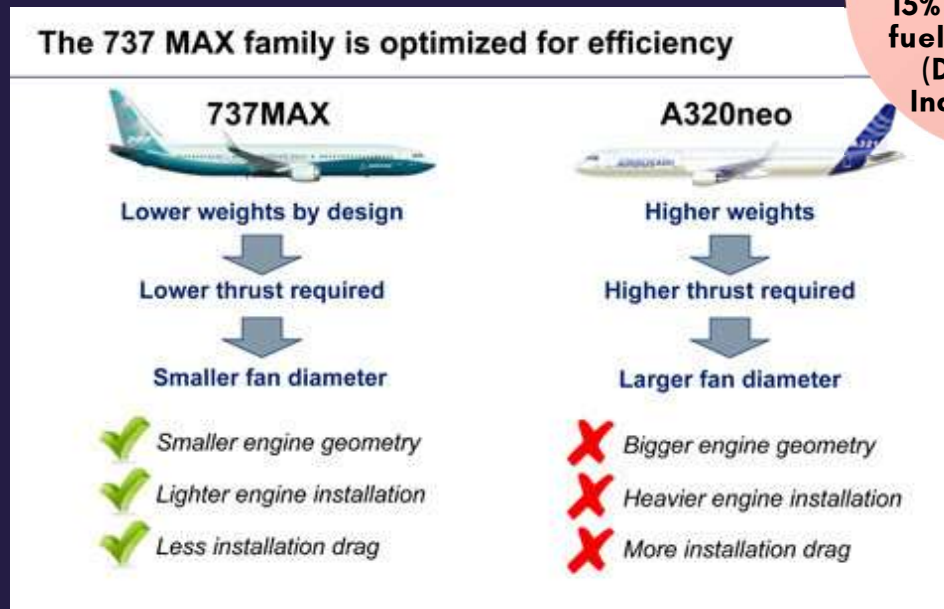 15%
fuel
(D
The 737 MAX family is optimized for efficiency
737MAX
A320neo
Lower weights by design
Higher weights
Lower thrust required
Higher thrust required
Smaller fan diameter
Larger fan diameter
Smaller engine geometry
Bigger engine geometry
Lighter engine installation
Heavier engine installation
Less installation drag
More installation drag